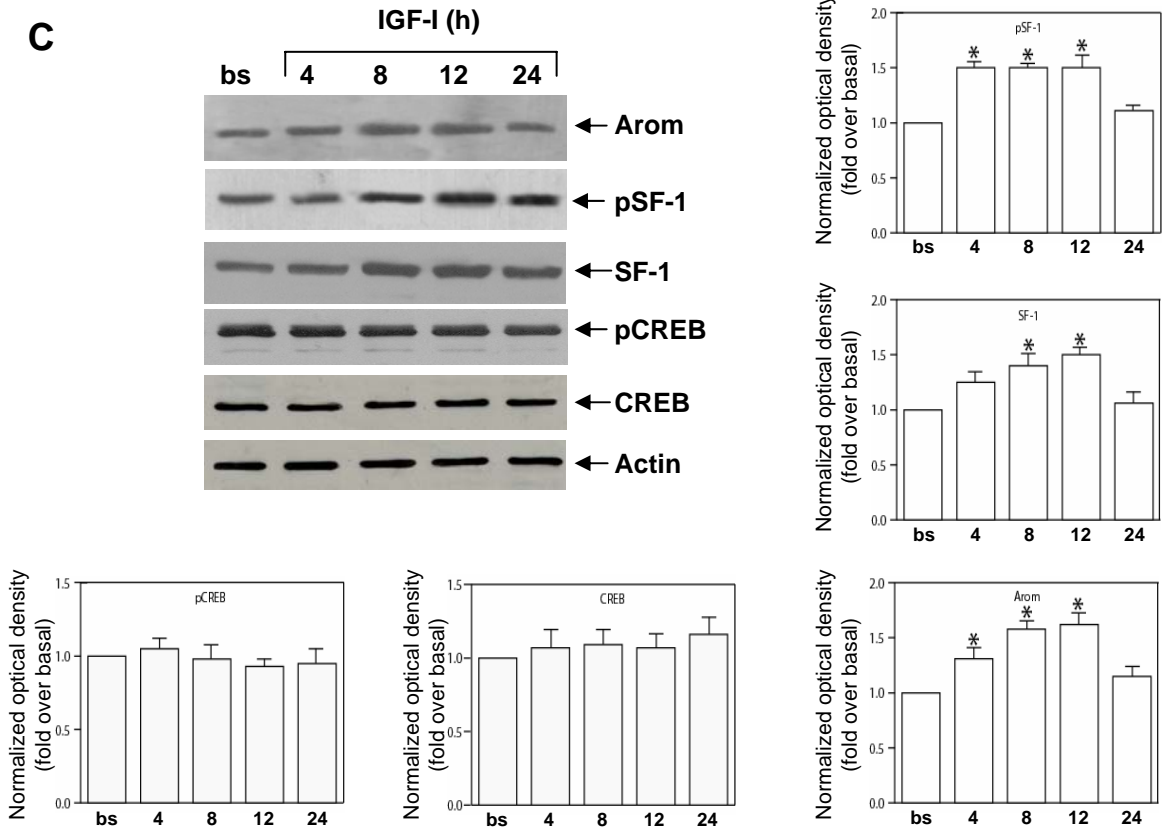 C
IGF-I (h)
bs 4 8 12 24
Arom
pSF-1
SF-1
pCREB
CREB
Actin
Normalized optical density
(fold over basal)
pSF-1
2.0
1.5
1.0
0.5
0.0
* * *
bs 4 8 12 24
Normalized optical density
(fold over basal)
SF-1
2.0
1.5
1.0
0.5
0.0
* *
bs 4 8 12 24
Normalized optical density
(fold over basal)
pCREB
1.5
1.0
0.5
0.0
bs 4 8 12 24
Normalized optical density
(fold over basal)
CREB
1.5
1.0
0.5
0.0
bs 4 8 12 24
Normalized optical density
(fold over basal)
Arom
2.0
1.5
1.0
0.5
0.0
* * *
bs 4 8 12 24